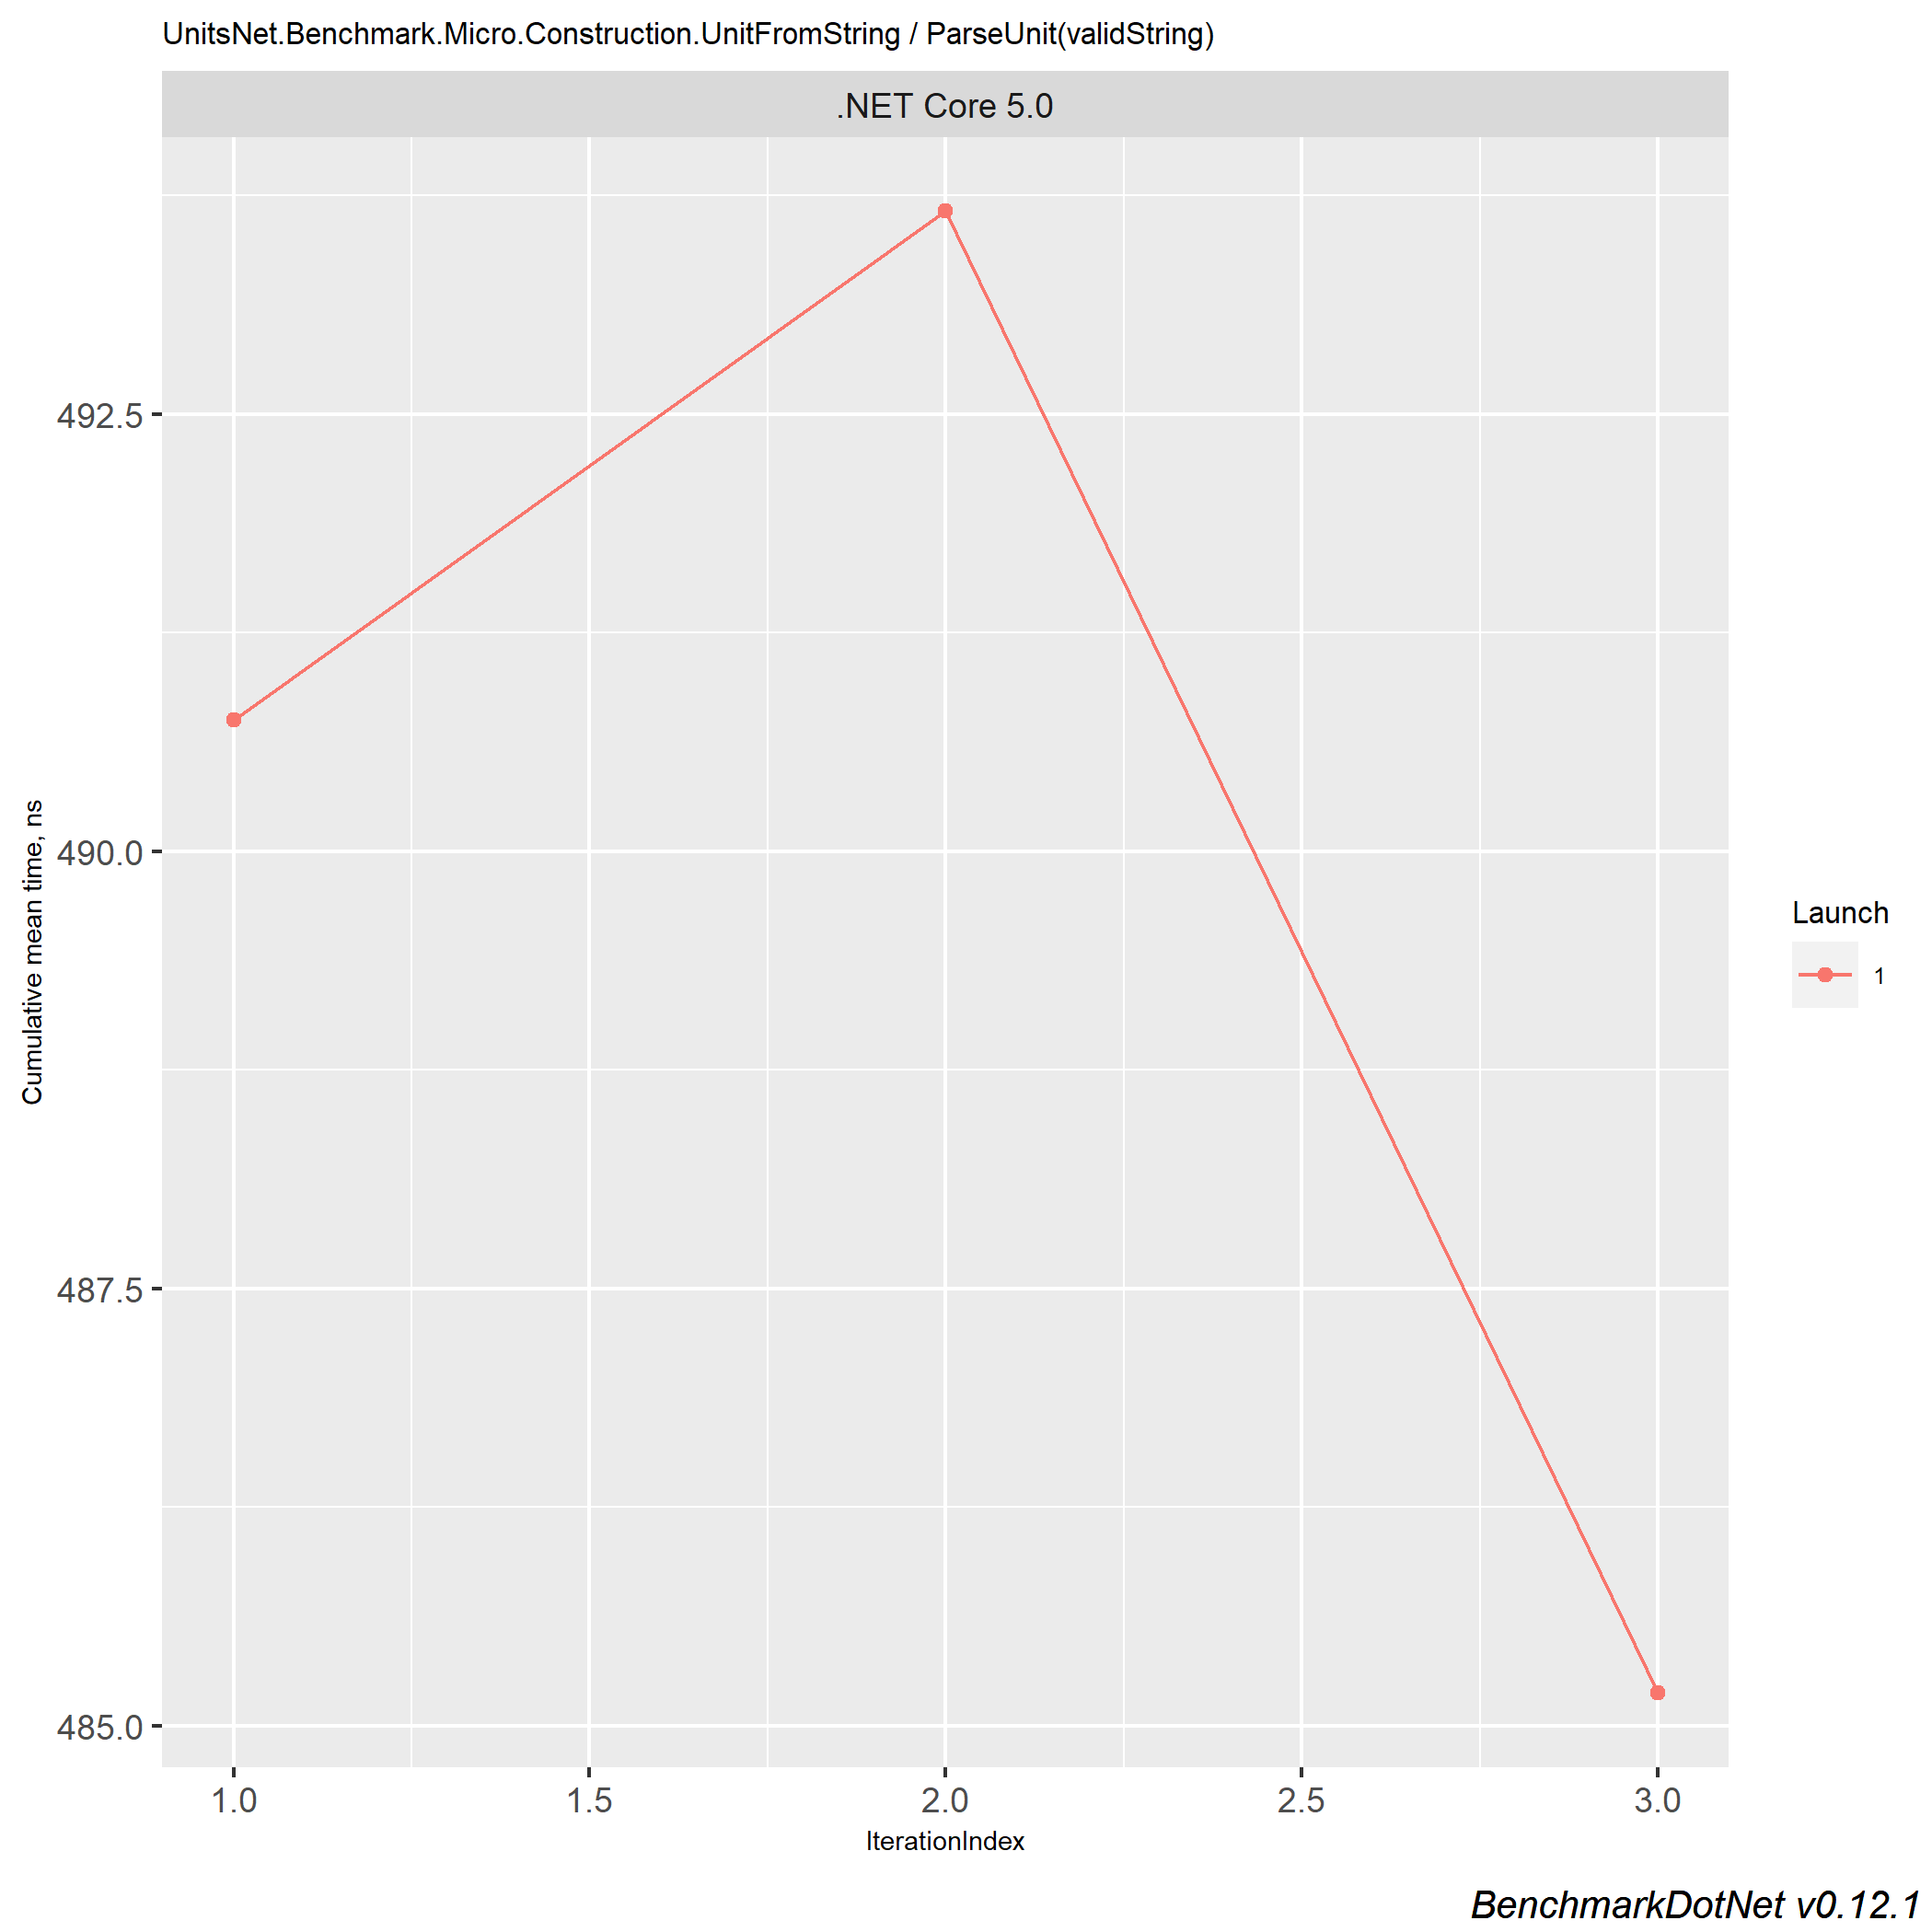 UnitsNet.Benchmark.Micro.Construction.UnitFromString / ParseUnit(validString)
.NET Core 5.0
Cumulative mean time, ns
492.5
490.0
487.5
485.0
1.0 1.5 2.0 2.5 3.0
IterationIndex
Launch
1
BenchmarkDotNet v0.12.1